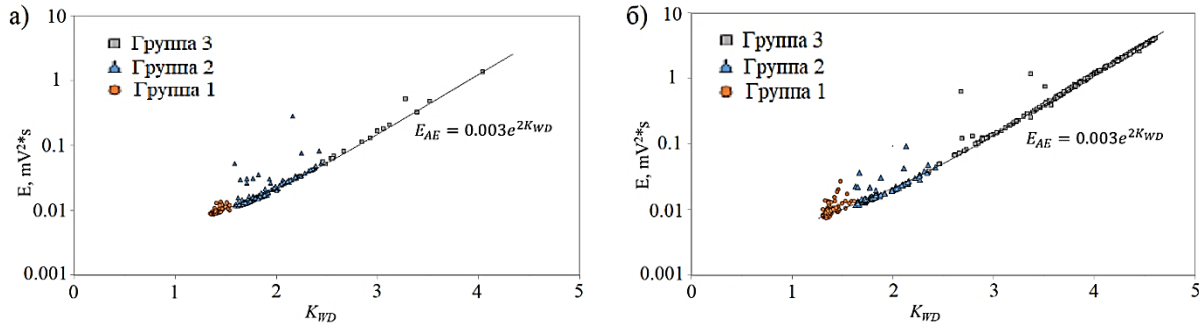 а)
10
1
0.1
0.01
0.001
E, mV²*s
Группа 3
Группа 2
Группа 1
E_AE = 0.003e^{2K_WD}
0
1
2
3
4
5
K_WD
б)
10
1
0.1
0.01
0.001
E, mV²*s
Группа 3
Группа 2
Группа 1
E_AE = 0.003e^{2K_WD}
0
1
2
3
4
5
K_WD